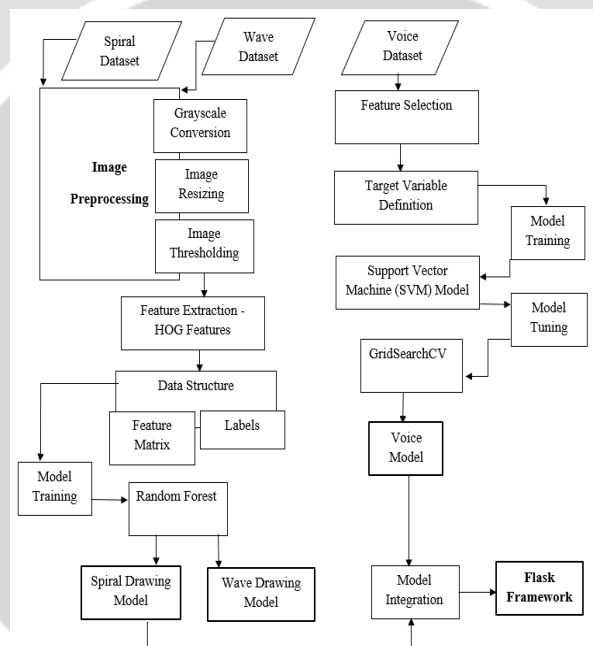 Spiral
Dataset
Wave
Dataset
Image
Preprocessing
Grayscale
Conversion
Image
Resizing
Image
Thresholding
Feature Extraction -
HOG Features
Data Structure
Feature
Matrix
Labels
Model
Training
Random Forest
Spiral Drawing
Model
Wave Drawing
Model
Voice
Dataset
Feature Selection
Target Variable
Definition
Model
Training
Support Vector
Machine (SVM) Model
Model
Tuning
GridSearchCV
Voice
Model
Model
Integration
Flask
Framework